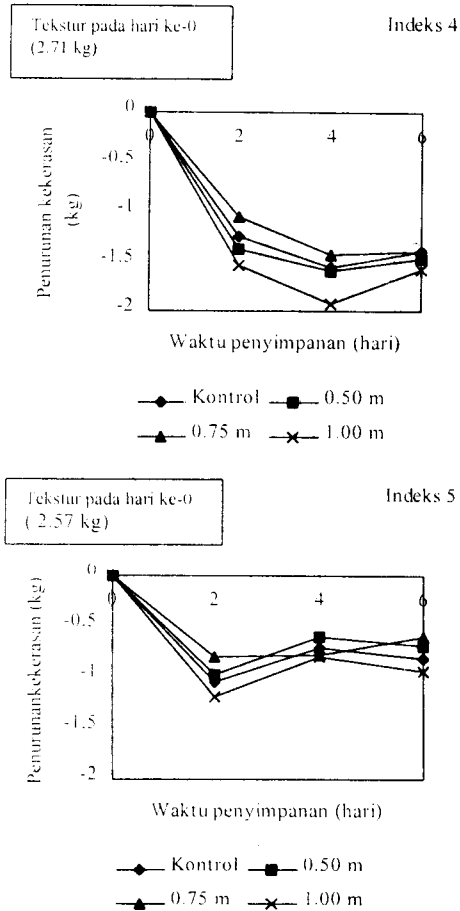 Tekstur pada hari ke-0
(2.71 kg)
Indeks 4
0
-0.5
-1
-1.5
-2
0 2 4 6
Penurunan kekerasan
(kg)
Waktu penyimpanan (hari)
Kontrol 0.50 m
0.75 m 1.00 m
Tekstur pada hari ke-0
( 2.57 kg)
Indeks 5
0
-0.5
-1
-1.5
-2
0 2 4 6
Penurunankekerasan (kg)
Waktu penyimpanan (hari)
Kontrol 0.50 m
0.75 m 1.00 m